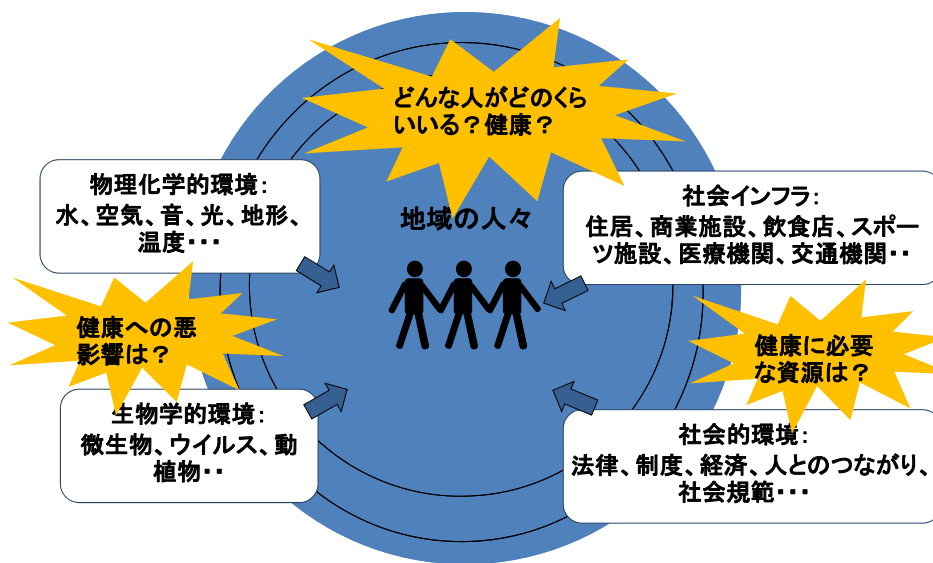 どんな人がどのくら
いいる？健康？
物理化学的環境：
水、空気、音、光、地形、
温度・・・
地域の人々
社会インフラ：
住居、商業施設、飲食店、スポー
ツ施設、医療機関、交通機関・・
健康への悪
影響は？
健康に必要
な資源は？
生物学的環境：
微生物、ウイルス、動
植物・・
社会的環境：
法律、制度、経済、人とのつながり、
社会規範・・・